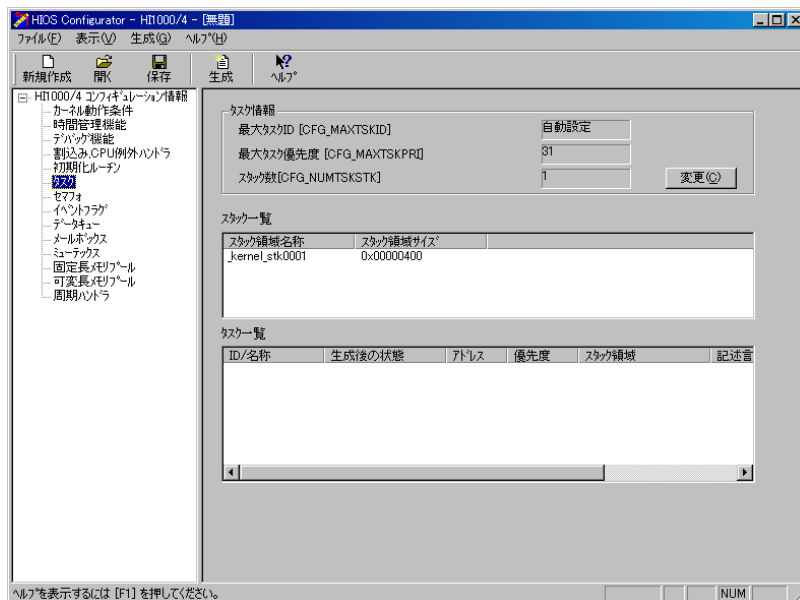 HIOS Configurator - HI1000/4 - [無題]
ファイル(F) 表示(V) 生成(G) ヘルプ(H)
新規作成 開く 保存 生成 ヘルプ
HI1000/4 コンフィギュレーション情報
カーネル動作条件
時間管理機能
デバッグ機能
割込み,CPU例外ハンドラ
初期化ルーチン
タスク
セマフォ
イベントフラグ
データキュー
メールボックス
ミューテックス
固定長メモリプール
可変長メモリプール
周期ハンドラ
タスク情報
最大タスクID [CFG_MAXTSKID] 自動設定
最大タスク優先度 [CFG_MAXTSKPRI] 31
スタック数[CFG_NUMTSKSTK] 1 変更(C)
スタック一覧
スタック領域名称 スタック領域サイズ
_kernel_stk0001 0x00000400
タスク一覧
ID/名称 生成後の状態 アドレス 優先度 スタック領域 記述言
ヘルプを表示するには [F1] を押してください。 NUM